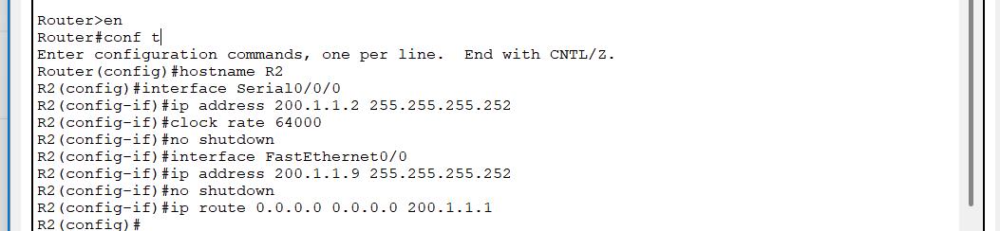 Router>en
Router#conf t
Enter configuration commands, one per line.  End with CNTL/Z.
Router(config)#hostname R2
R2(config)#interface Serial0/0/0
R2(config-if)#ip address 200.1.1.2 255.255.255.252
R2(config-if)#clock rate 64000
R2(config-if)#no shutdown
R2(config-if)#interface FastEthernet0/0
R2(config-if)#ip address 200.1.1.9 255.255.255.252
R2(config-if)#no shutdown
R2(config-if)#ip route 0.0.0.0 0.0.0.0 200.1.1.1
R2(config)#